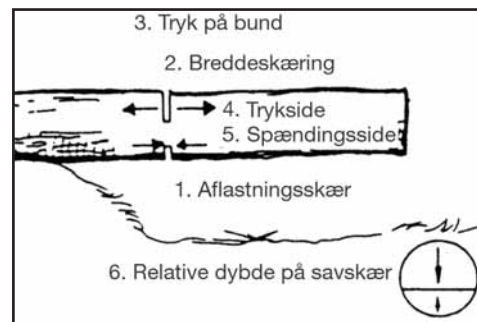 3. Tryk på bund
2. Breddeskæring
4. Trykside
5. Spændingsside
1. Aflastningsskær
6. Relative dybde på savskær